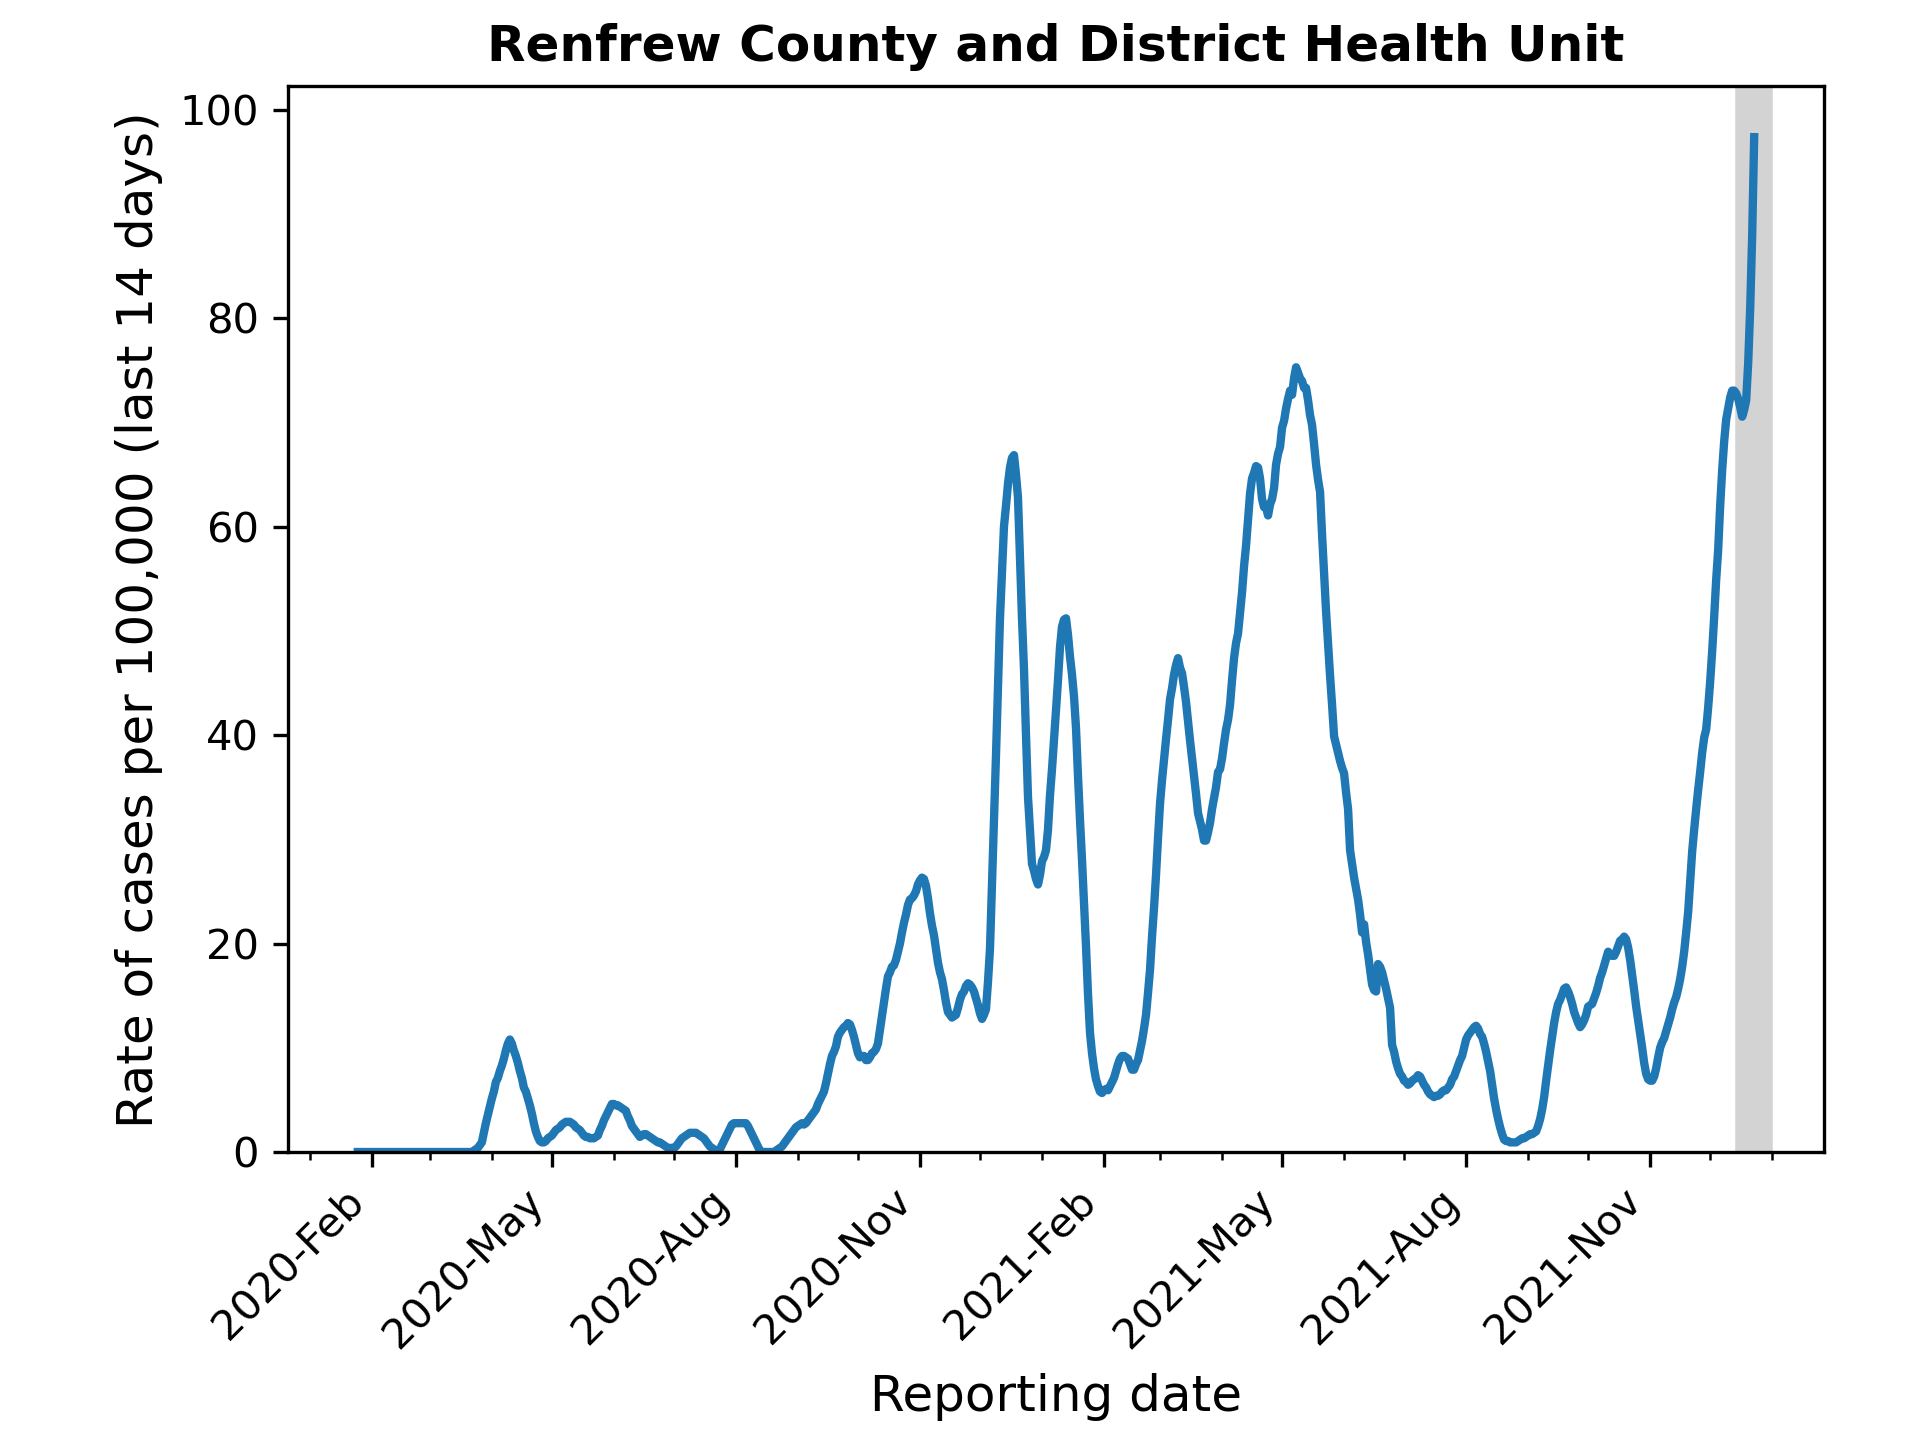 Renfrew County and District Health Unit
Rate of cases per 100,000 (last 14 days)
100
80
60
40
20
0
2020-Feb
2020-May
2020-Aug
2020-Nov
2021-Feb
2021-May
2021-Aug
2021-Nov
Reporting date